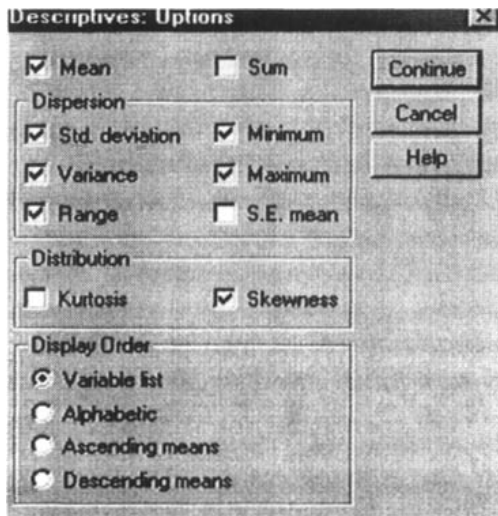 Descriptives: Options
Mean
Sum
Continue
Dispersion
Cancel
Std. deviation
Minimum
Help
Variance
Maximum
Range
S.E. mean
Distribution
Kurtosis
Skewness
Display Order
Variable list
Alphabetic
Ascending means
Descending means